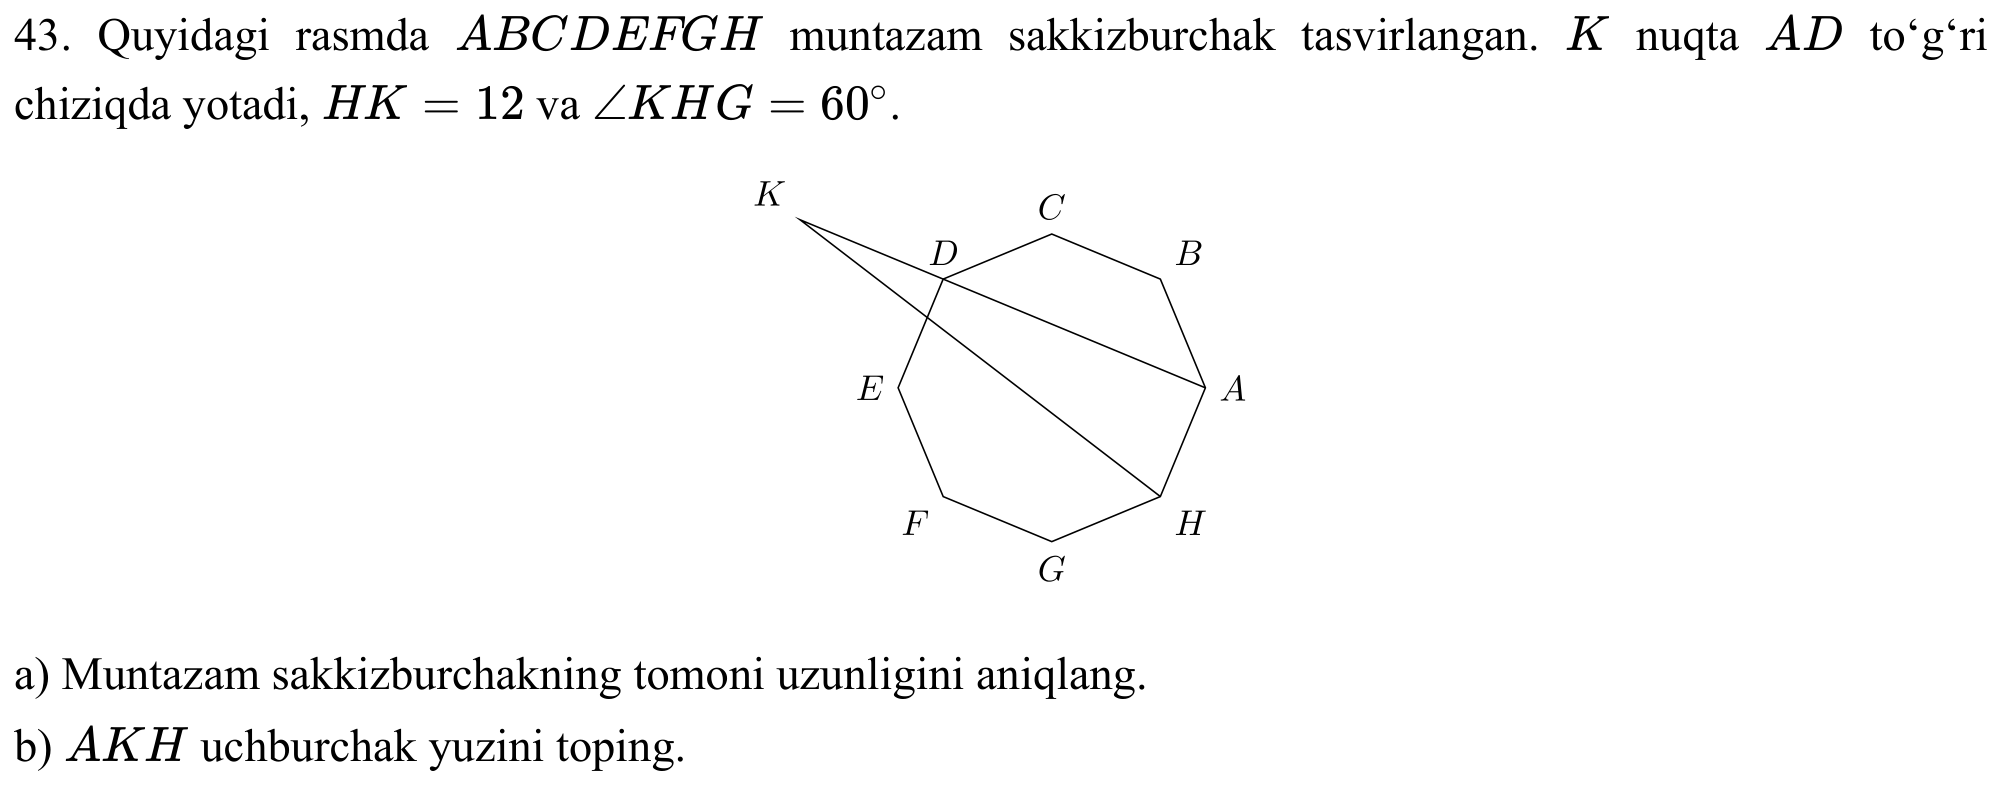 43. Quyidagi rasmda ABCDEFGH muntazam sakkizburchak tasvirlangan. K nuqta AD to‘g‘ri
chiziqda yotadi, HK = 12 va ∠KHG = 60°.
K
C
D
B
E
A
F
H
G
a) Muntazam sakkizburchakning tomoni uzunligini aniqlang.
b) AKH uchburchak yuzini toping.